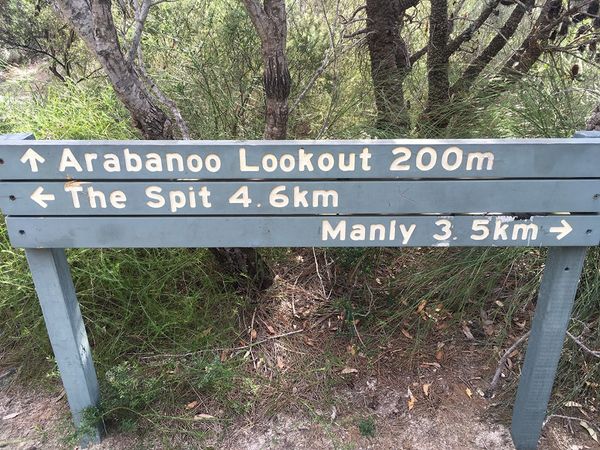 ↑ Arabanoo Lookout 200m
← The Spit 4.6km
Manly 3.5km →